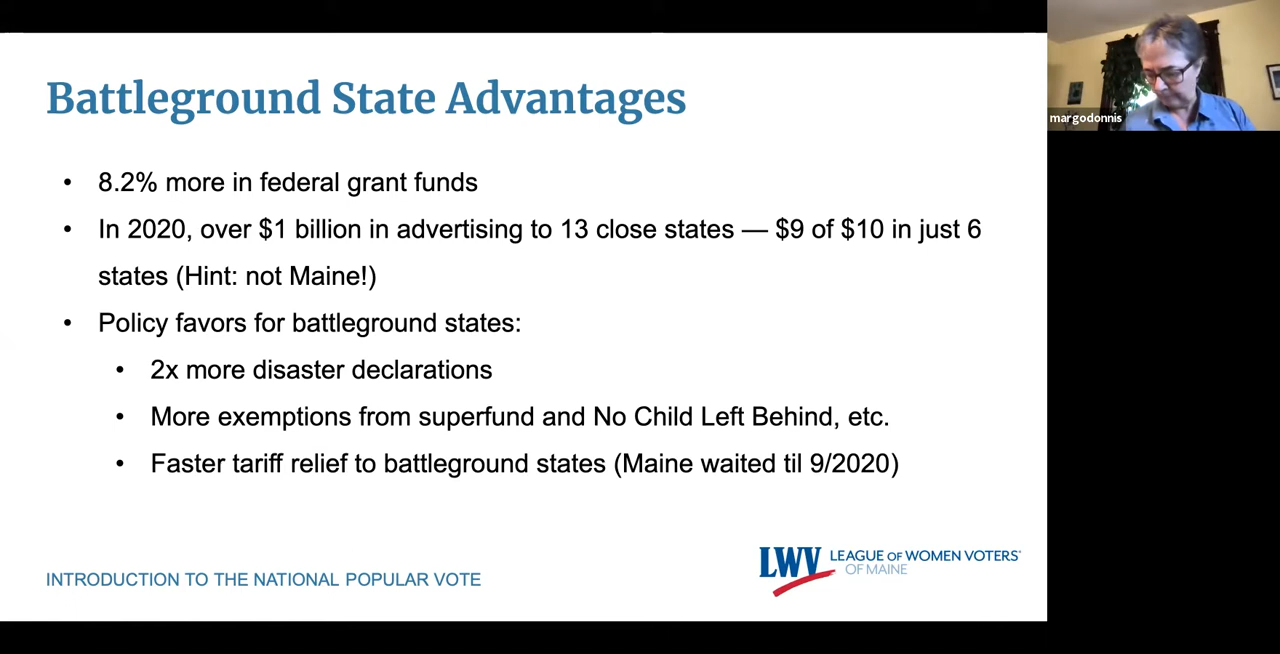 Battleground State Advantages
• 8.2% more in federal grant funds
• In 2020, over $1 billion in advertising to 13 close states — $9 of $10 in just 6
states (Hint: not Maine!)
• Policy favors for battleground states:
• 2x more disaster declarations
• More exemptions from superfund and No Child Left Behind, etc.
• Faster tariff relief to battleground states (Maine waited til 9/2020)
INTRODUCTION TO THE NATIONAL POPULAR VOTE
LWV LEAGUE OF WOMEN VOTERS®
OF MAINE
margodonnis